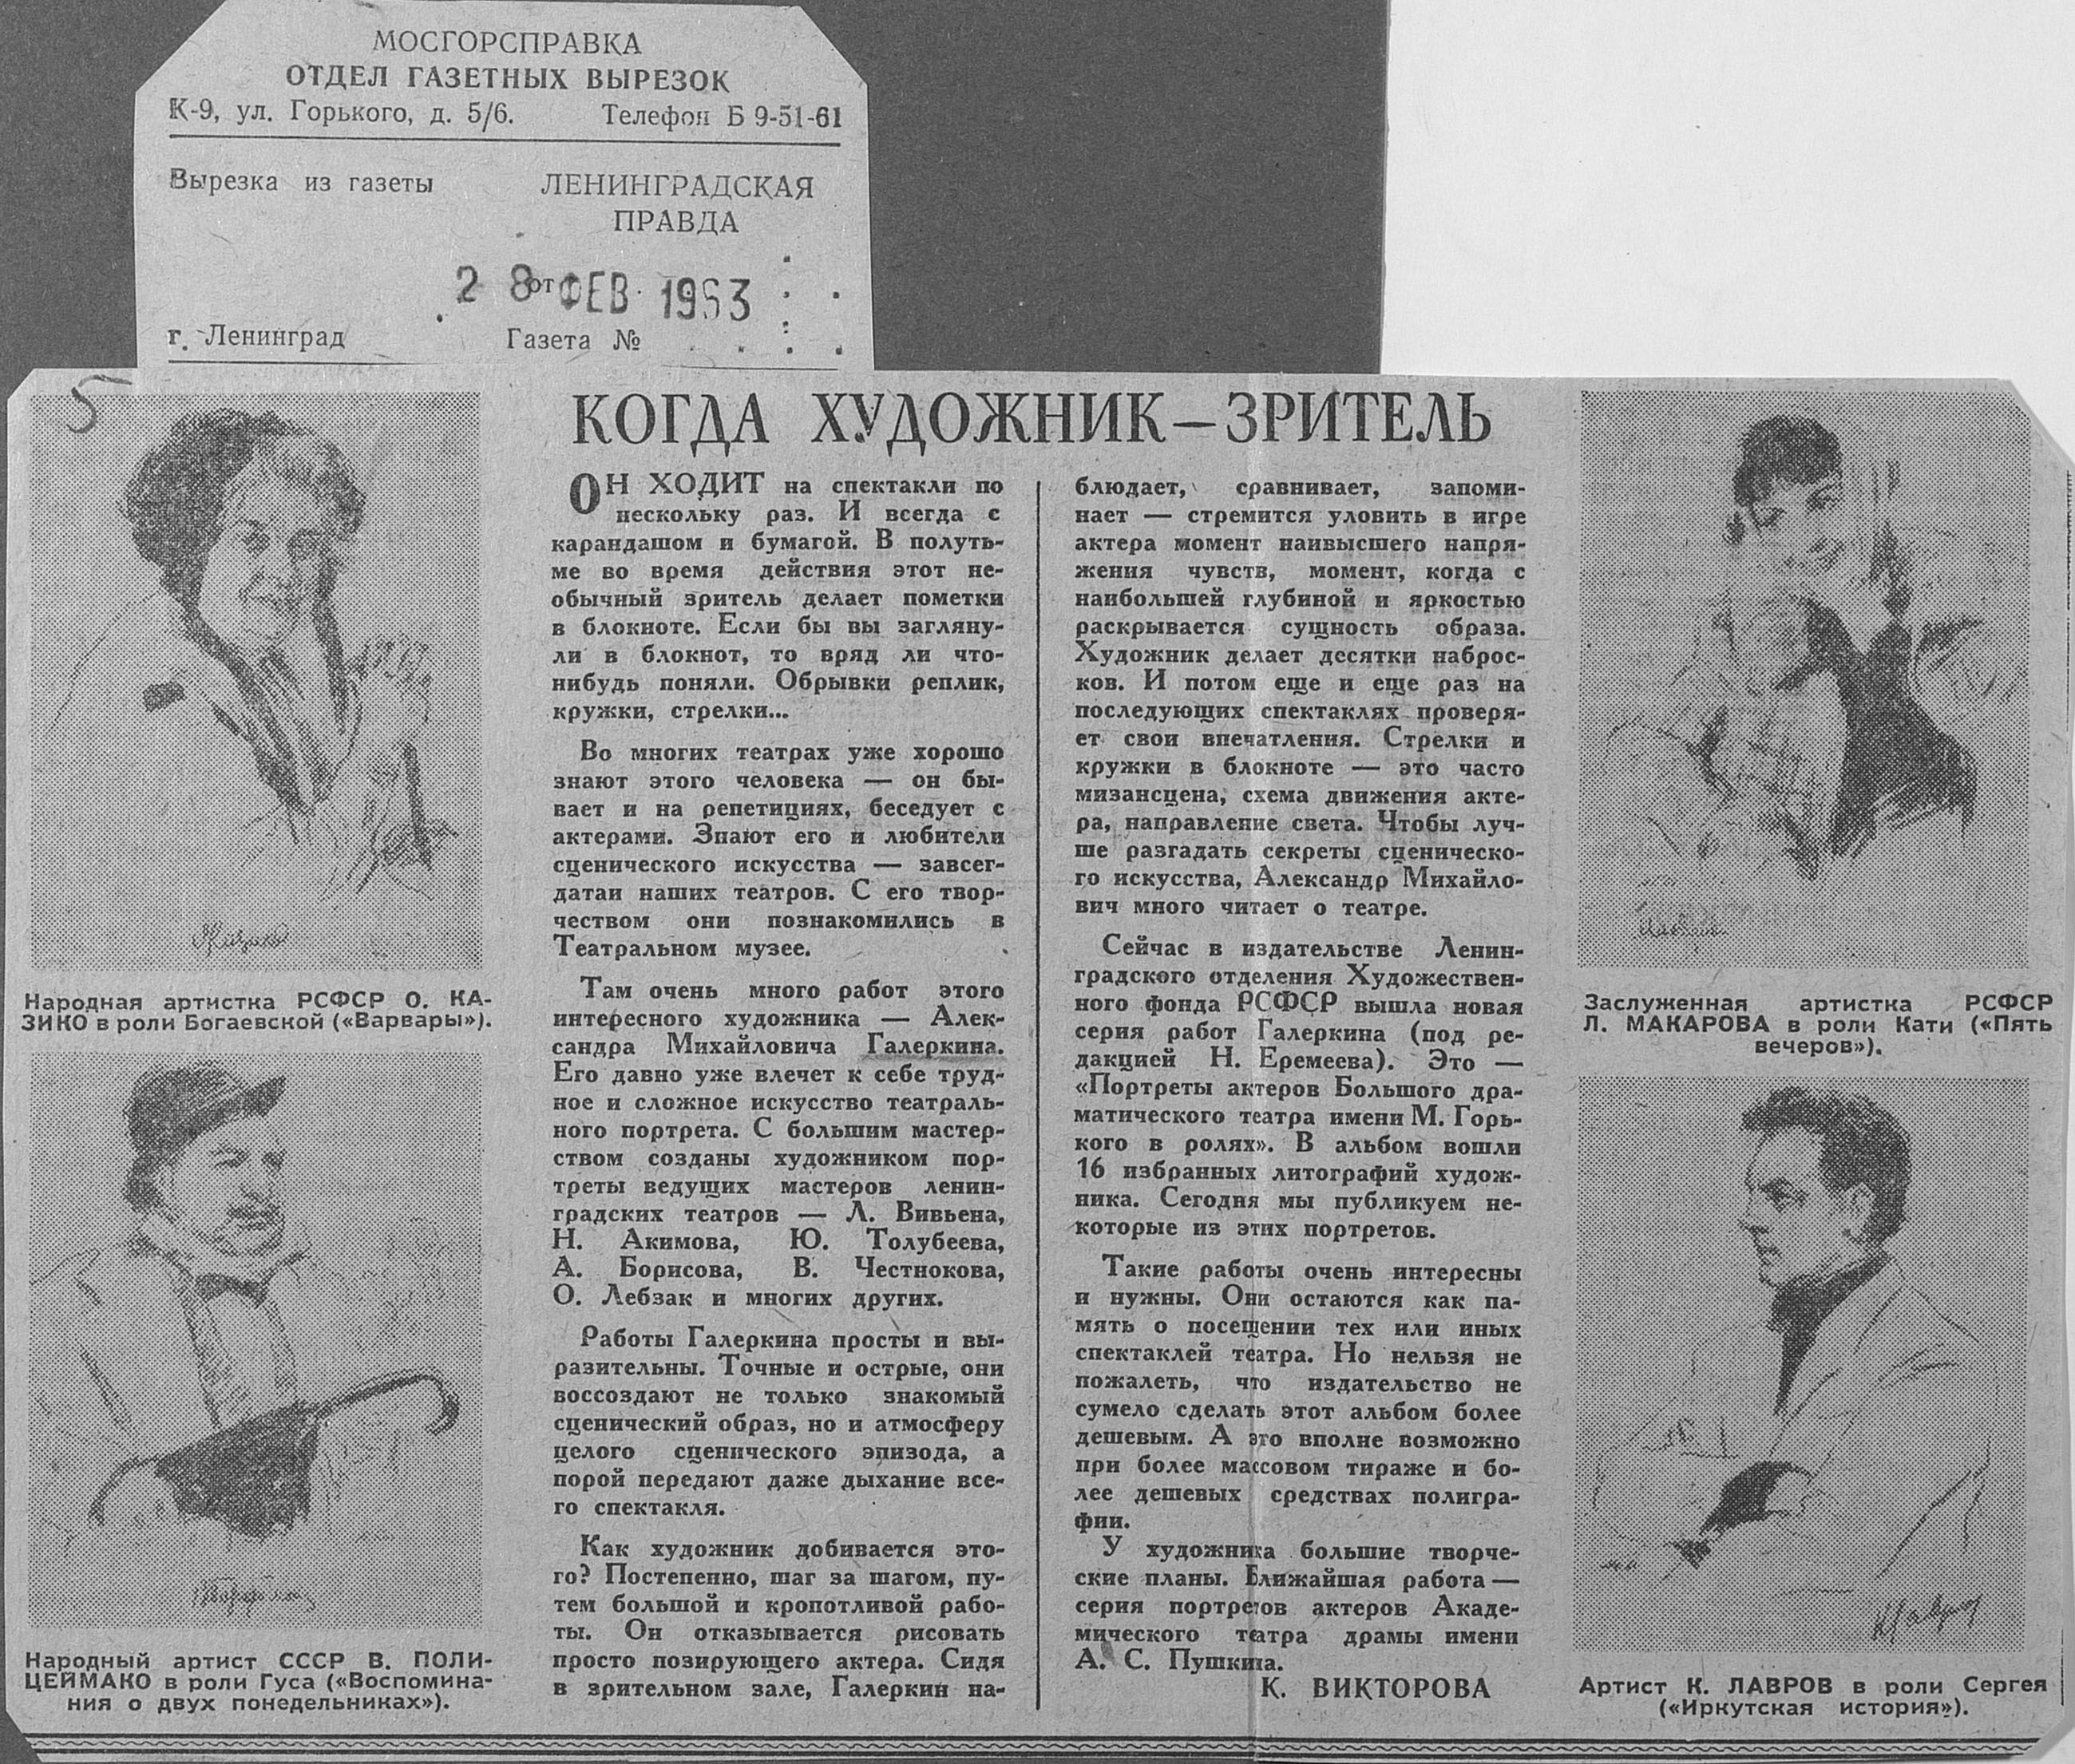 МОСГОРСПРАВКА
ОТДЕЛ ГАЗЕТНЫХ ВЫРЕЗОК
К-9, ул. Горького, д. 5/6. Телефон Б 9-51-61
Вырезка из газеты ЛЕНИНГРАДСКАЯ
ПРАВДА
28 от ФЕВ. 1963
г. Ленинград Газета №
5
КОГДА ХУДОЖНИК — ЗРИТЕЛЬ
ОН ХОДИТ на спектакли по
нескольку раз. И всегда с
карандашом и бумагой. В полуть-
ме во время действия этот не-
обычный зритель делает пометки
в блокноте. Если бы вы загляну-
ли в блокнот, то вряд ли что-
нибудь поняли. Обрывки реплик,
кружки, стрелки...
Во многих театрах уже хорошо
знают этого человека — он бы-
вает и на репетициях, беседует с
актерами. Знают его и любители
сценического искусства — завсег-
датаи наших театров. С его твор-
чеством они познакомились в
Театральном музее.
Там очень много работ этого
интересного художника — Алек-
сандра Михайловича Галеркина.
Его давно уже влечет к себе труд-
ное и сложное искусство театраль-
ного портрета. С большим мастер-
ством созданы художником пор-
треты ведущих мастеров ленин-
градских театров — Л. Вивьена,
Н. Акимова, Ю. Толубеева,
А. Борисова, В. Честнокова,
О. Лебзак и многих других.
Работы Галеркина просты и вы-
разительны. Точные и острые, они
воссоздают не только знакомый
сценический образ, но и атмосферу
целого сценического эпизода, а
порой передают даже дыхание все-
го спектакля.
Как художник добивается это-
го? Постепенно, шаг за шагом, пу-
тем большой и кропотливой рабо-
ты. Он отказывается рисовать
просто позирующего актера. Сидя
в зрительном зале, Галеркин на-
блюдает, сравнивает, запоми-
нает — стремится уловить в игре
актера момент наивысшего напря-
жения чувств, момент, когда с
наибольшей глубиной и яркостью
раскрывается сущность образа.
Художник делает десятки наброс-
ков. И потом еще и еще раз на
последующих спектаклях проверя-
ет свои впечатления. Стрелки и
кружки в блокноте — это часто
мизансцена, схема движения акте-
ра, направление света. Чтобы луч-
ше разгадать секреты сценическо-
го искусства, Александр Михайло-
вич много читает о театре.
Сейчас в издательстве Ленин-
градского отделения Художествен-
ного фонда РСФСР вышла новая
серия работ Галеркина (под ре-
дакцией Н. Еремеева). Это —
«Портреты актеров Большого дра-
матического театра имени М. Горь-
кого в ролях». В альбом вошли
16 избранных литографий худож-
ника. Сегодня мы публикуем не-
которые из этих портретов.
Такие работы очень интересны
и нужны. Они остаются как па-
мять о посещении тех или иных
спектаклей театра. Но нельзя не
пожалеть, что издательство не
сумело сделать этот альбом более
дешевым. А это вполне возможно
при более массовом тираже и бо-
лее дешевых средствах полигра-
фии.
У художника большие творче-
ские планы. Ближайшая работа —
серия портретов актеров Акаде-
мического театра драмы имени
А. С. Пушкина.
К. ВИКТОРОВА
Народная артистка РСФСР О. КА-
ЗИКО в роли Богаевской («Варвары»).
Народный артист СССР В. ПОЛИ-
ЦЕЙМАКО в роли Гуса («Воспомина-
ния о двух понедельниках»).
Заслуженная артистка РСФСР
Л. МАКАРОВА в роли Кати («Пять
вечеров»).
Артист К. ЛАВРОВ в роли Сергея
(«Иркутская история»).